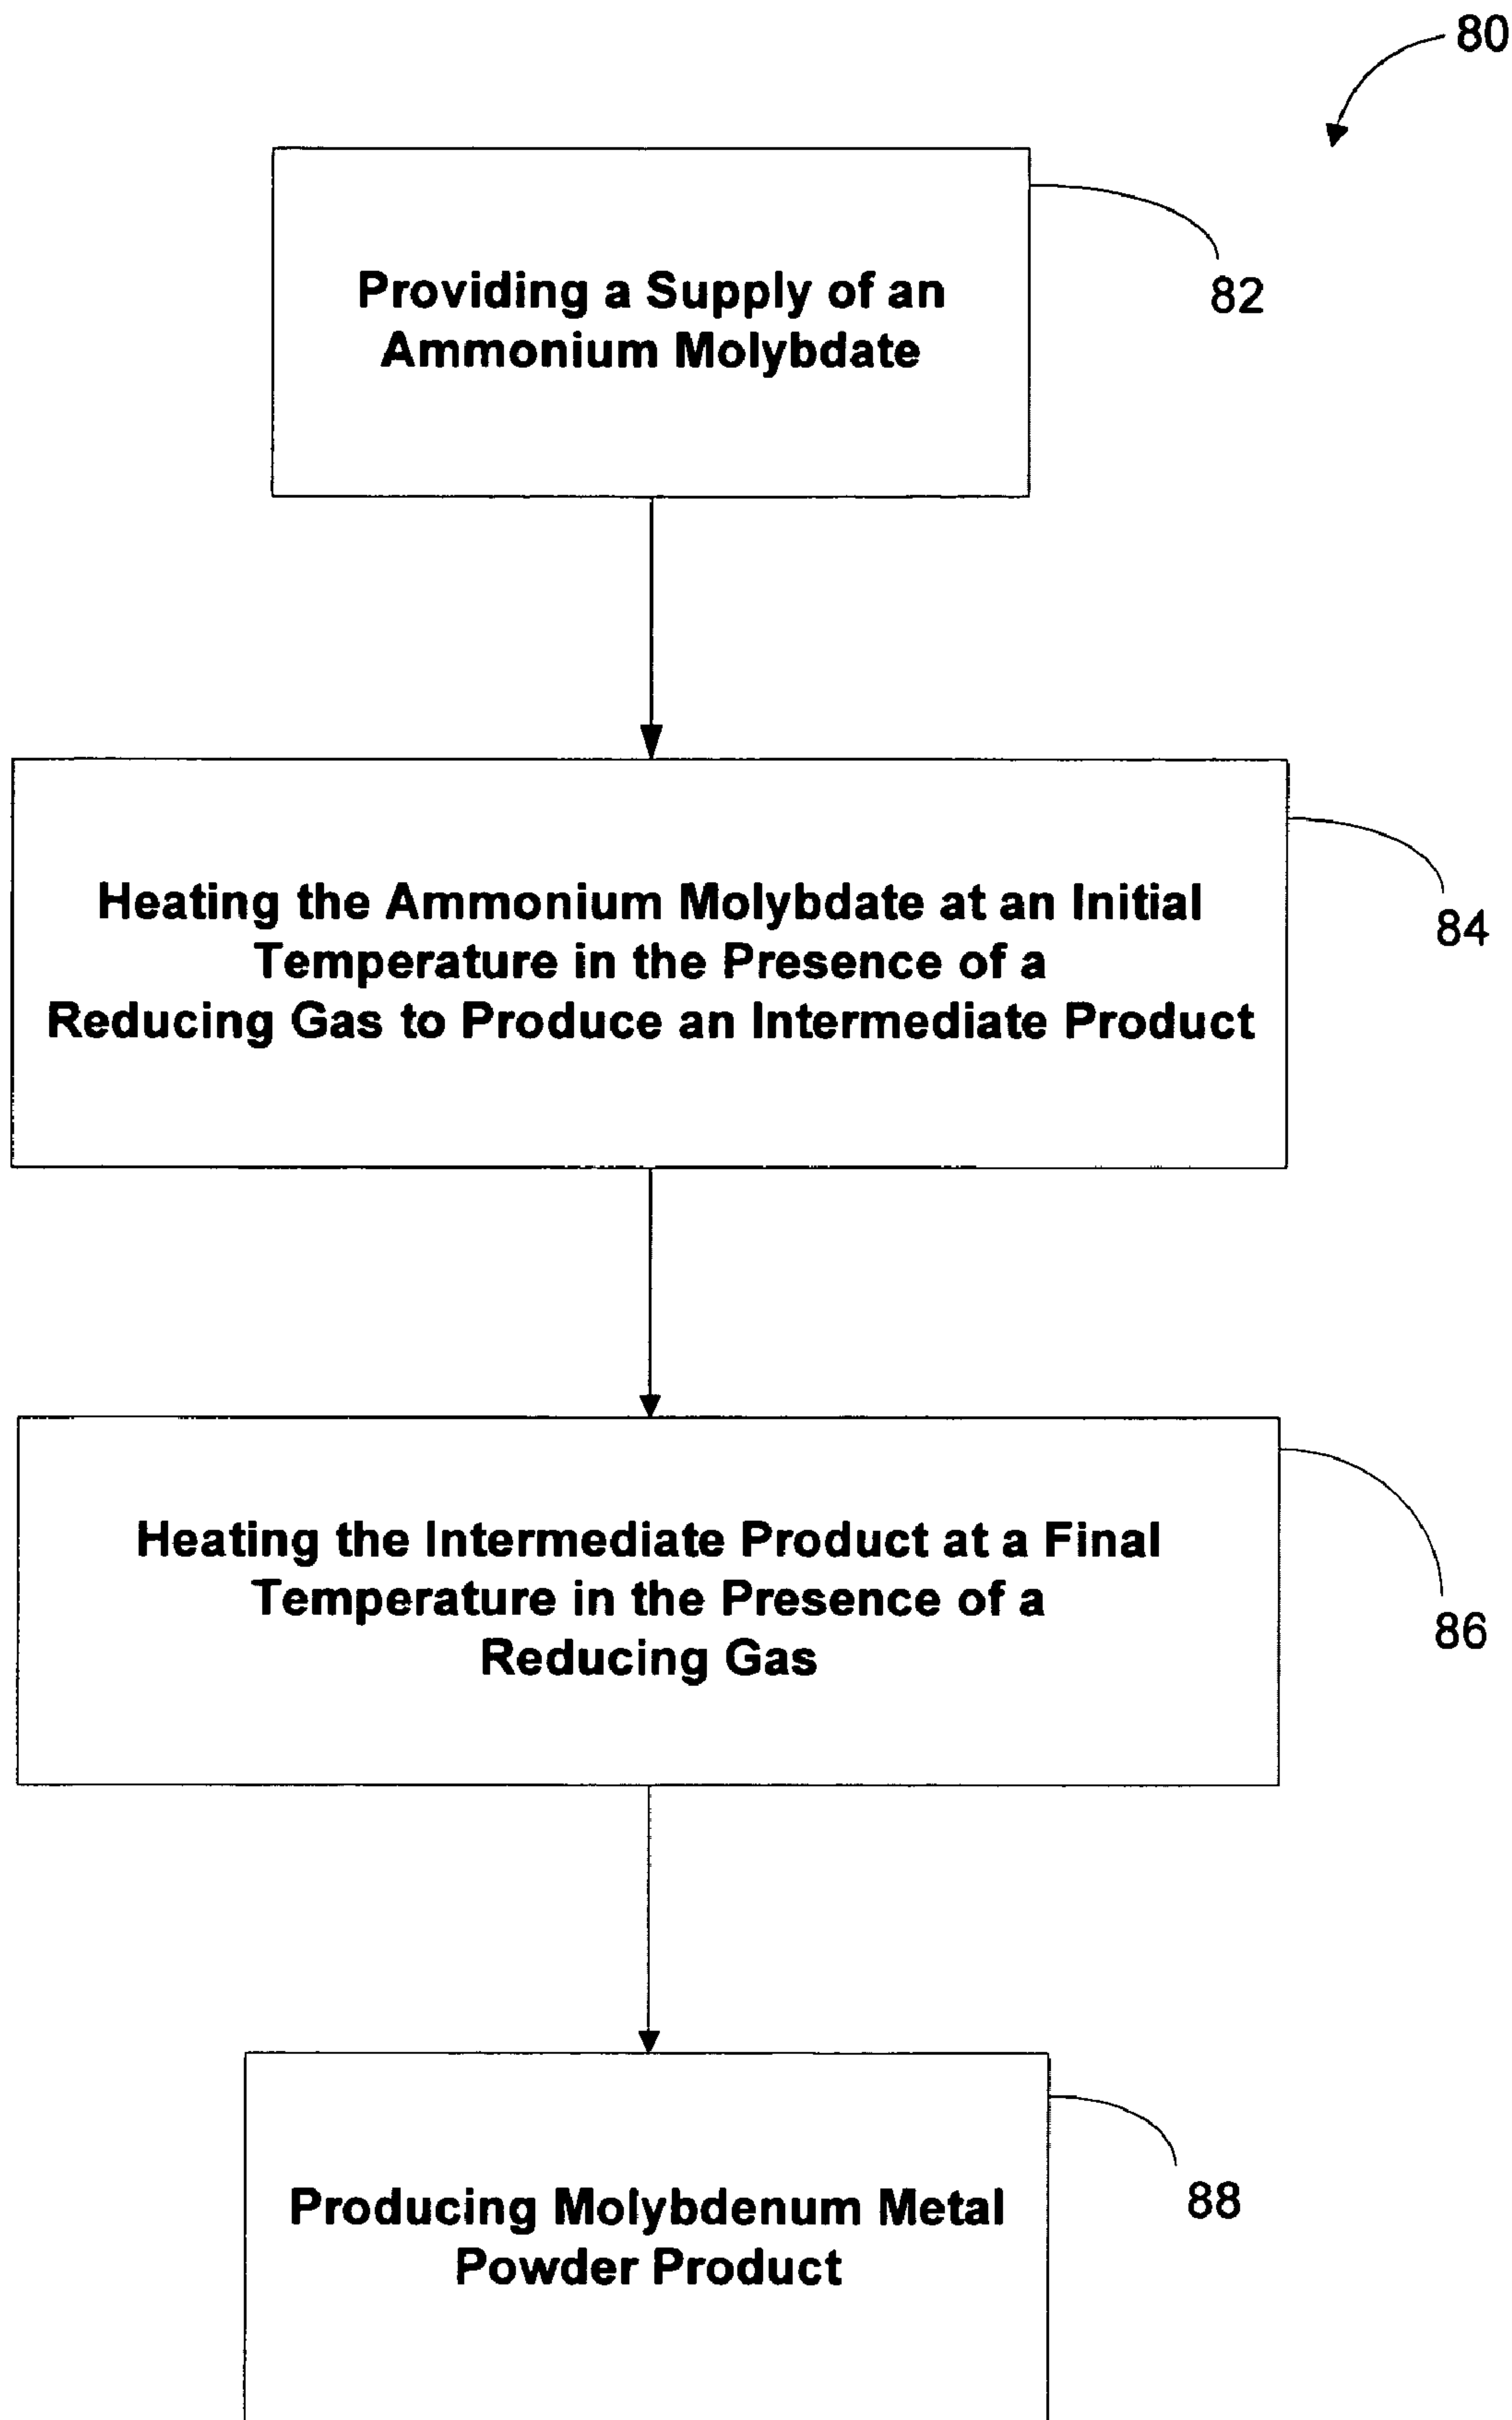 80
Providing a Supply of an
Ammonium Molybdate
82
Heating the Ammonium Molybdate at an Initial
Temperature in the Presence of a
Reducing Gas to Produce an Intermediate Product
84
Heating the Intermediate Product at a Final
Temperature in the Presence of a
Reducing Gas
86
Producing Molybdenum Metal
Powder Product
88